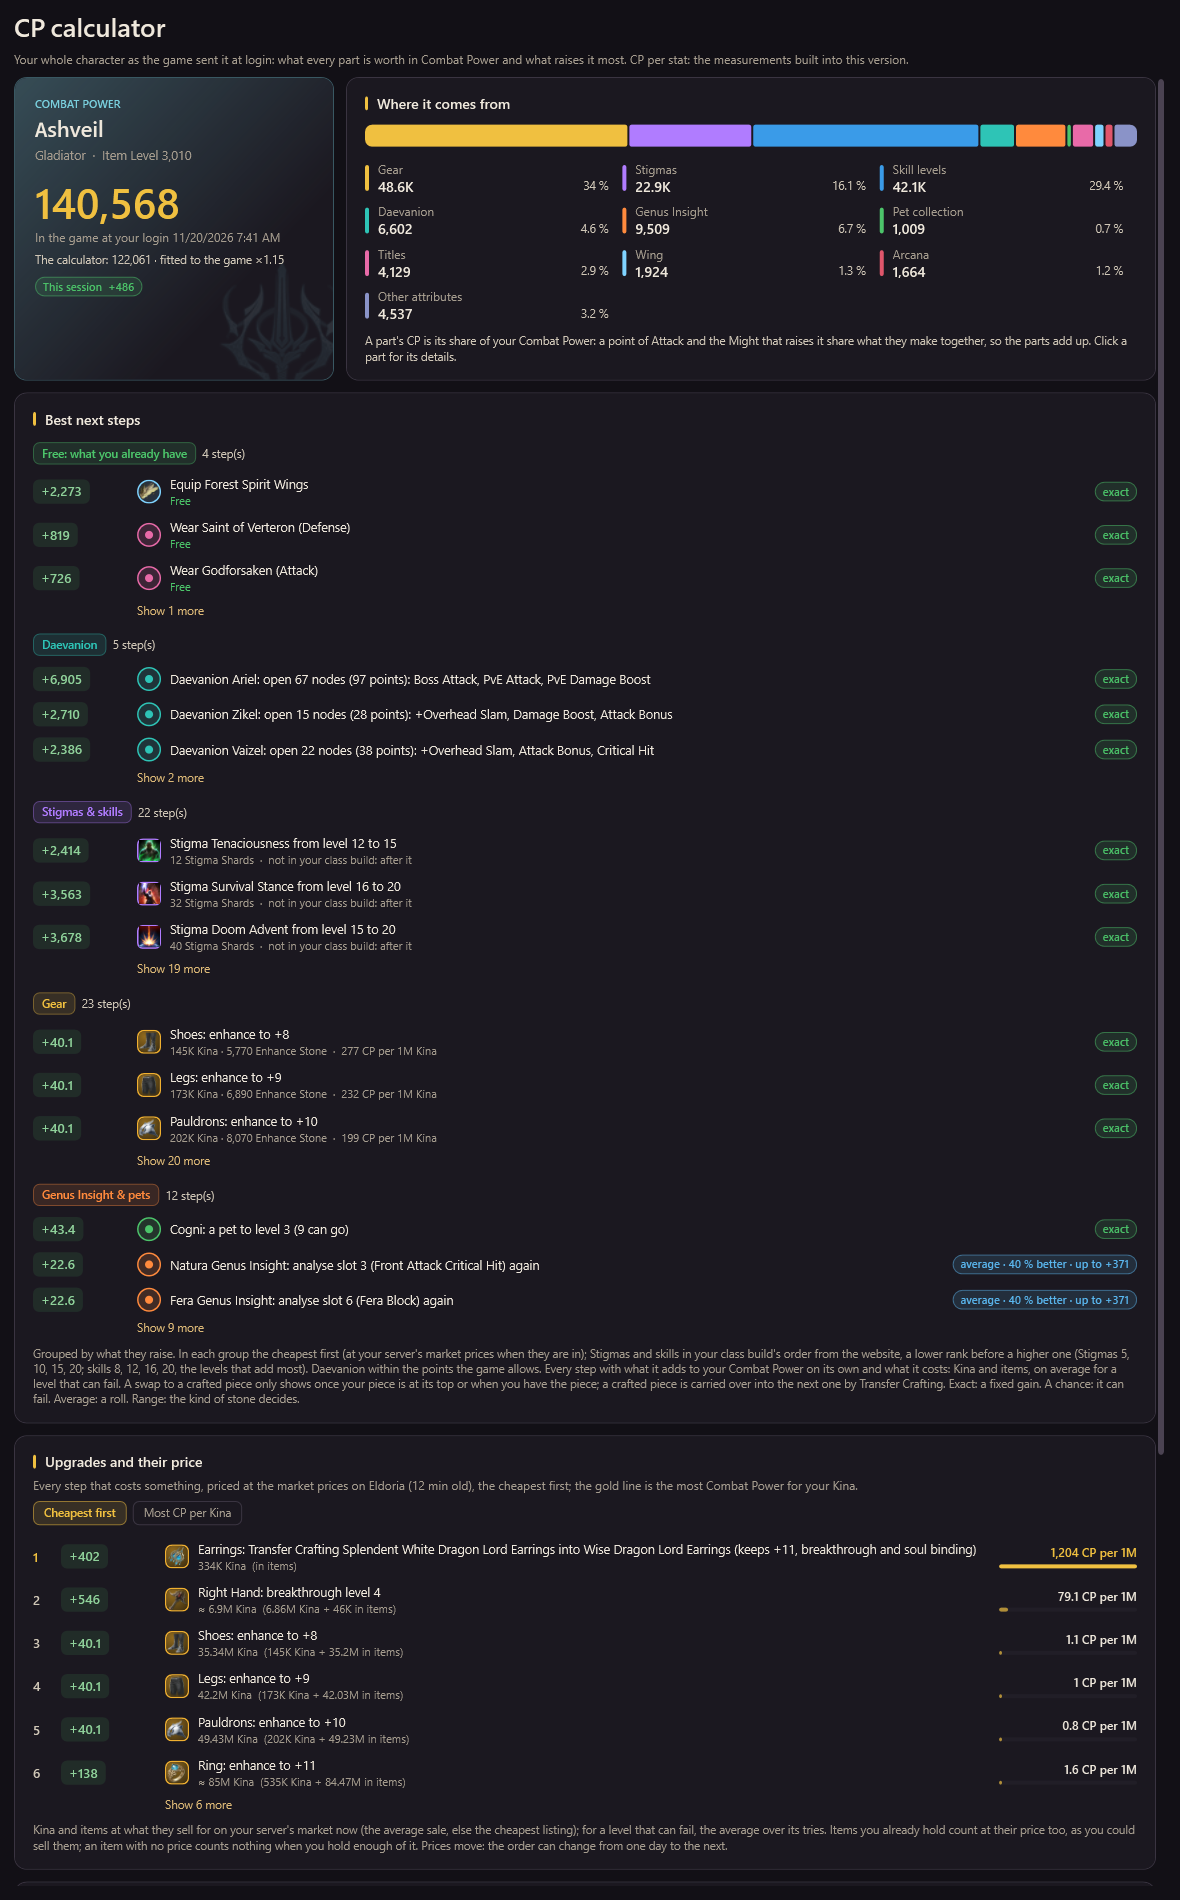 CP calculator
Your whole character as the game sent it at login: what every part is worth in Combat Power and what raises it most. CP per stat: the measurements built into this version.
COMBAT POWER
Ashveil
Gladiator · Item Level 3,010
140,568
In the game at your login 11/20/2026 7:41 AM
The calculator: 122,061 · fitted to the game ×1.15
This session +486
Where it comes from
Gear
48.6K 34 %
Stigmas
22.9K 16.1 %
Skill levels
42.1K 29.4 %
Daevanion
6,602 4.6 %
Genus Insight
9,509 6.7 %
Pet collection
1,009 0.7 %
Titles
4,129 2.9 %
Wing
1,924 1.3 %
Arcana
1,664 1.2 %
Other attributes
4,537 3.2 %
A part's CP is its share of your Combat Power: a point of Attack and the Might that raises it share what they make together, so the parts add up. Click a
part for its details.
Best next steps
Free: what you already have 4 step(s)
+2,273 Equip Forest Spirit Wings exact
Free
+819 Wear Saint of Verteron (Defense) exact
Free
+726 Wear Godforsaken (Attack) exact
Free
Show 1 more
Daevanion 5 step(s)
+6,905 Daevanion Ariel: open 67 nodes (97 points): Boss Attack, PvE Attack, PvE Damage Boost exact
+2,710 Daevanion Zikel: open 15 nodes (28 points): +Overhead Slam, Damage Boost, Attack Bonus exact
+2,386 Daevanion Vaizel: open 22 nodes (38 points): +Overhead Slam, Attack Bonus, Critical Hit exact
Show 2 more
Stigmas & skills 22 step(s)
+2,414 Stigma Tenaciousness from level 12 to 15 exact
12 Stigma Shards · not in your class build: after it
+3,563 Stigma Survival Stance from level 16 to 20 exact
32 Stigma Shards · not in your class build: after it
+3,678 Stigma Doom Advent from level 15 to 20 exact
40 Stigma Shards · not in your class build: after it
Show 19 more
Gear 23 step(s)
+40.1 Shoes: enhance to +8 exact
145K Kina · 5,770 Enhance Stone · 277 CP per 1M Kina
+40.1 Legs: enhance to +9 exact
173K Kina · 6,890 Enhance Stone · 232 CP per 1M Kina
+40.1 Pauldrons: enhance to +10 exact
202K Kina · 8,070 Enhance Stone · 199 CP per 1M Kina
Show 20 more
Genus Insight & pets 12 step(s)
+43.4 Cogni: a pet to level 3 (9 can go) exact
+22.6 Natura Genus Insight: analyse slot 3 (Front Attack Critical Hit) again average · 40 % better · up to +371
+22.6 Fera Genus Insight: analyse slot 6 (Fera Block) again average · 40 % better · up to +371
Show 9 more
Grouped by what they raise. In each group the cheapest first (at your server's market prices when they are in); Stigmas and skills in your class build's order from the website, a lower rank before a higher one (Stigmas 5,
10, 15, 20; skills 8, 12, 16, 20, the levels that add most). Daevanion within the points the game allows. Every step with what it adds to your Combat Power on its own and what it costs: Kina and items, on average for a
level that can fail. A swap to a crafted piece only shows once your piece is at its top or when you have the piece; a crafted piece is carried over into the next one by Transfer Crafting. Exact: a fixed gain. A chance: it can
fail. Average: a roll. Range: the kind of stone decides.
Upgrades and their price
Every step that costs something, priced at the market prices on Eldoria (12 min old), the cheapest first; the gold line is the most Combat Power for your Kina.
Cheapest first Most CP per Kina
1 +402 Earrings: Transfer Crafting Splendent White Dragon Lord Earrings into Wise Dragon Lord Earrings (keeps +11, breakthrough and soul binding) 1,204 CP per 1M
334K Kina (in items)
2 +546 Right Hand: breakthrough level 4 79.1 CP per 1M
≈ 6.9M Kina (6.86M Kina + 46K in items)
3 +40.1 Shoes: enhance to +8 1.1 CP per 1M
35.34M Kina (145K Kina + 35.2M in items)
4 +40.1 Legs: enhance to +9 1 CP per 1M
42.2M Kina (173K Kina + 42.03M in items)
5 +40.1 Pauldrons: enhance to +10 0.8 CP per 1M
49.43M Kina (202K Kina + 49.23M in items)
6 +138 Ring: enhance to +11 1.6 CP per 1M
≈ 85M Kina (535K Kina + 84.47M in items)
Show 6 more
Kina and items at what they sell for on your server's market now (the average sale, else the cheapest listing); for a level that can fail, the average over its tries. Items you already hold count at their price too, as you could
sell them; an item with no price counts nothing when you hold enough of it. Prices move: the order can change from one day to the next.